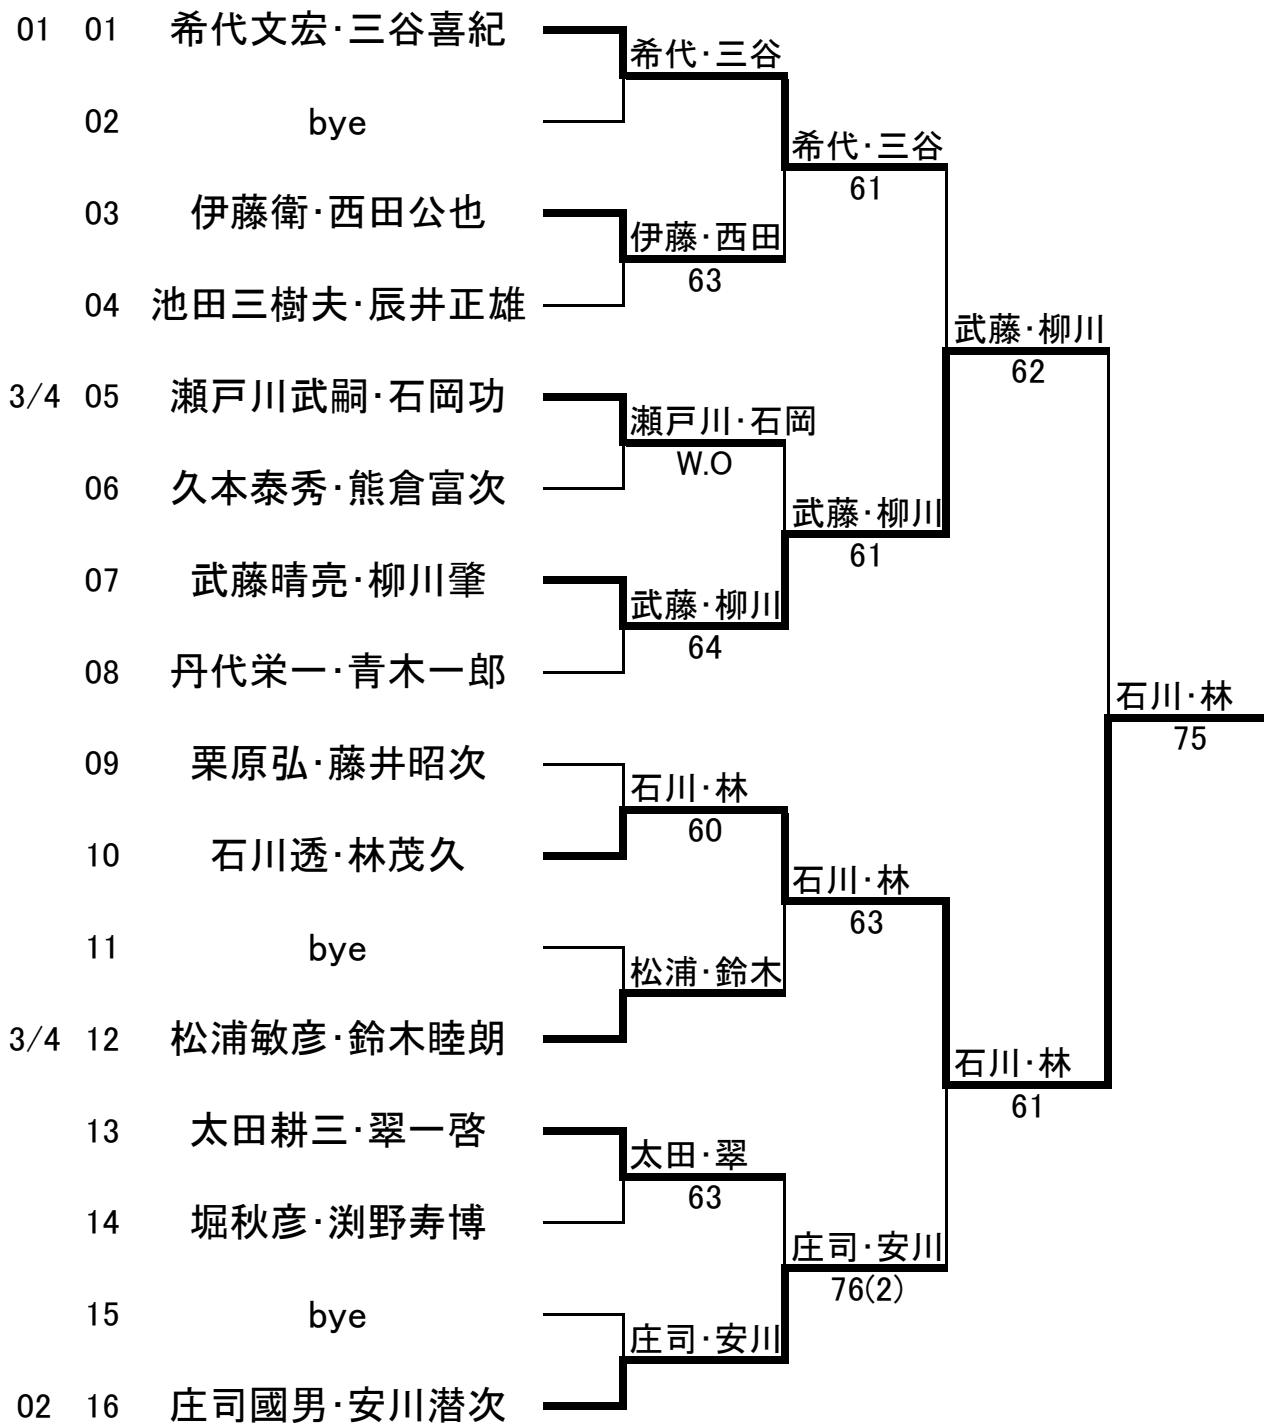 01 01 希代文宏・三谷喜紀
希代・三谷
02 bye
希代・三谷
61
03 伊藤衛・西田公也
伊藤・西田
63
04 池田三樹夫・辰井正雄
武藤・柳川
62
3/4 05 瀬戸川武嗣・石岡功
瀬戸川・石岡
W.O
06 久本泰秀・熊倉富次
武藤・柳川
61
07 武藤晴亮・柳川肇
武藤・柳川
64
08 丹代栄一・青木一郎
石川・林
75
09 栗原弘・藤井昭次
石川・林
60
10 石川透・林茂久
石川・林
63
11 bye
松浦・鈴木
3/4 12 松浦敏彦・鈴木睦朗
石川・林
61
13 太田耕三・翠一啓
太田・翠
63
14 堀秋彦・渕野寿博
庄司・安川
76(2)
15 bye
庄司・安川
02 16 庄司國男・安川潜次